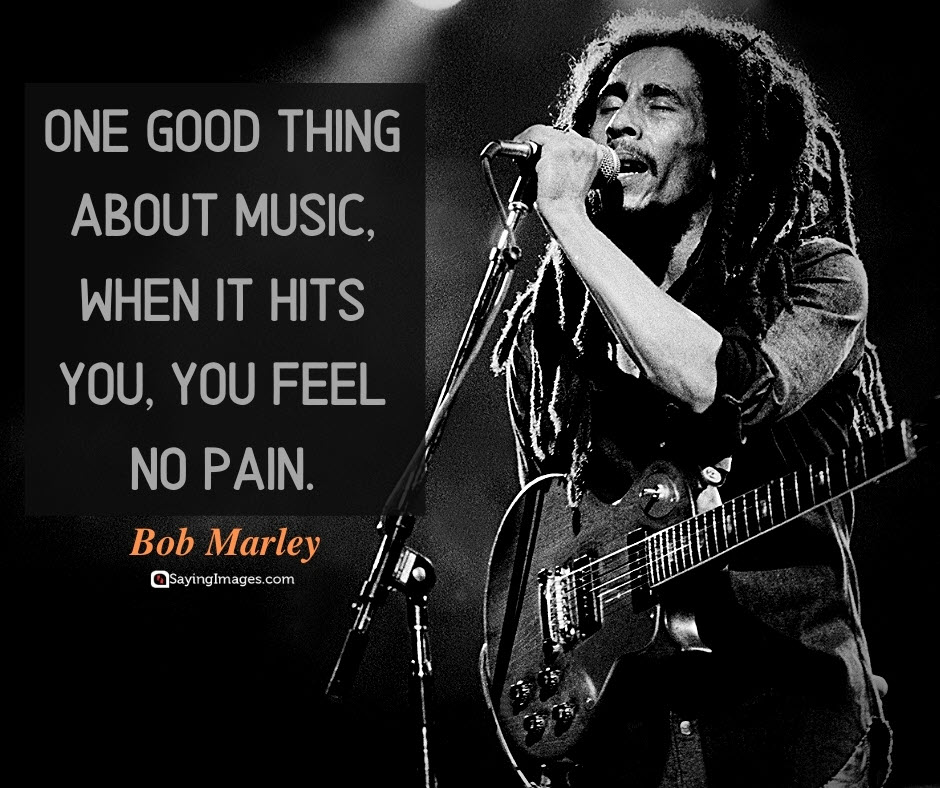 ONE GOOD THING
ABOUT MUSIC,
WHEN IT HITS
YOU, YOU FEEL
NO PAIN.
Bob Marley
SayingImages.com